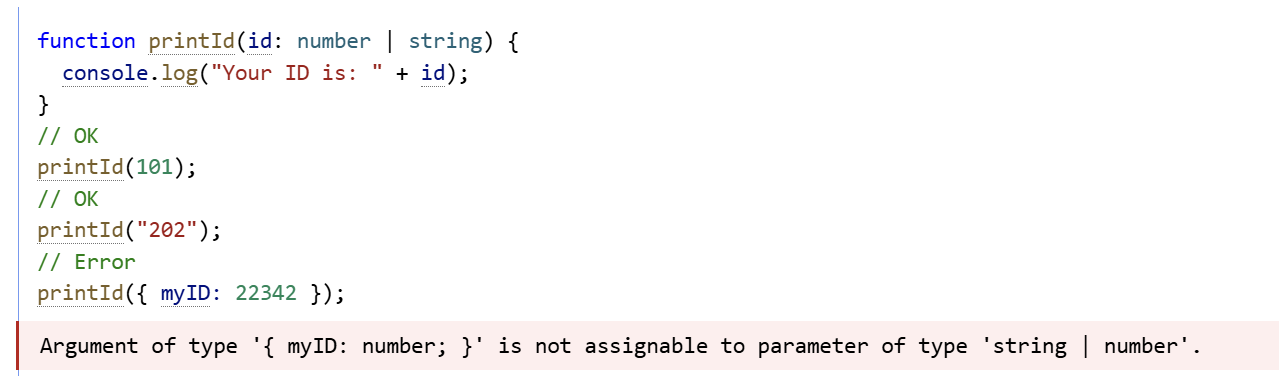 function printId(id: number | string) {
  console.log("Your ID is: " + id);
}
// OK
printId(101);
// OK
printId("202");
// Error
printId({ myID: 22342 });
Argument of type '{ myID: number; }' is not assignable to parameter of type 'string | number'.